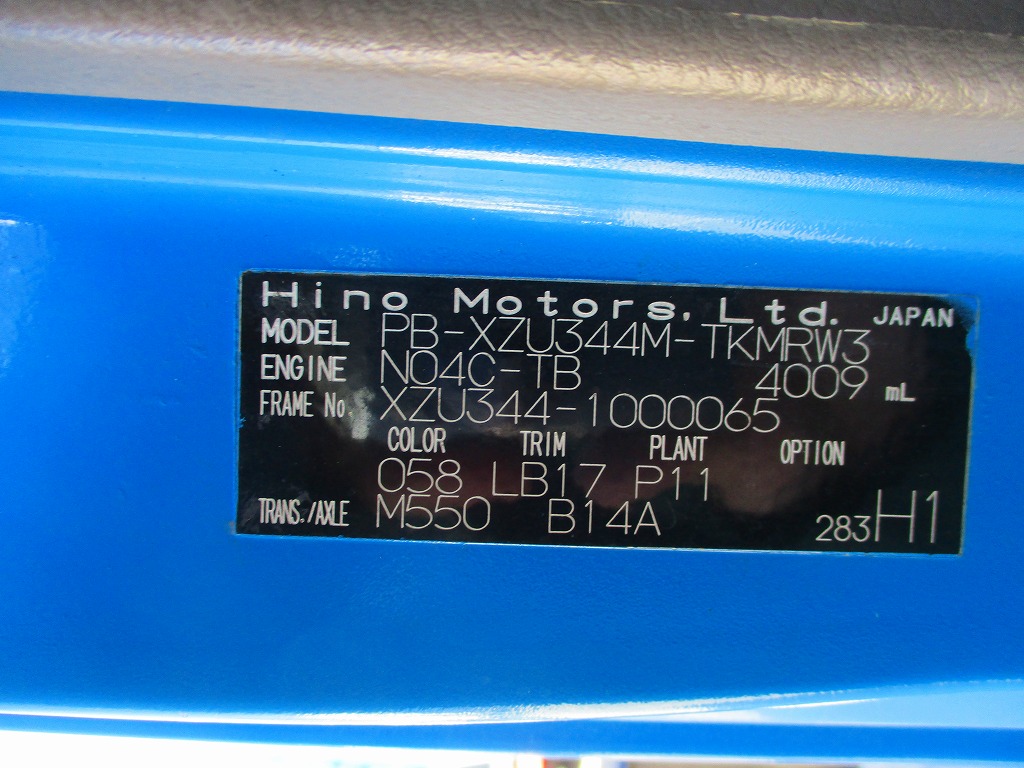 Hino Motors, Ltd. JAPAN
MODEL PB-XZU344M-TKMRW3
ENGINE N04C-TB 4009 mL
FRAME No. XZU344-1000065
COLOR TRIM PLANT OPTION
058 LB17 P11
TRANS./AXLE M550 B14A 283H1